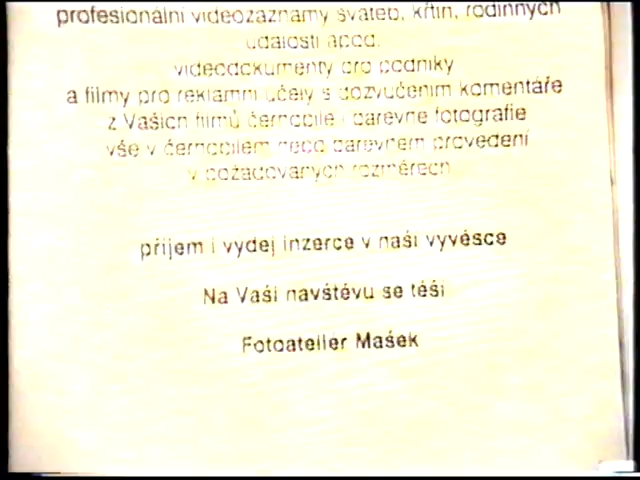 profesionální videozáznamy svateb, křtin, rodinných
událostí apod.
videodokumenty pro podniky
a filmy pro reklamní účely s dozvučením komentáře
z Vašich filmů černobílé i barevné fotografie
vše v černobílém nebo barevném provedení
v požadovaných rozměrech
příjem i výdej inzerce v naší vývěsce
Na Vaši návštěvu se těší
Fotoateliér Mašek